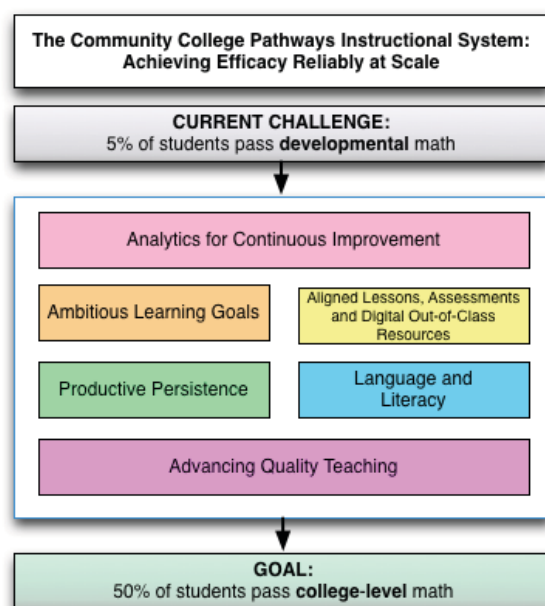 The Community College Pathways Instructional System:
Achieving Efficacy Reliably at Scale
CURRENT CHALLENGE:
5% of students pass developmental math
Analytics for Continuous Improvement
Ambitious Learning Goals
Aligned Lessons, Assessments
and Digital Out-of-Class
Resources
Productive Persistence
Language and
Literacy
Advancing Quality Teaching
GOAL:
50% of students pass college-level math